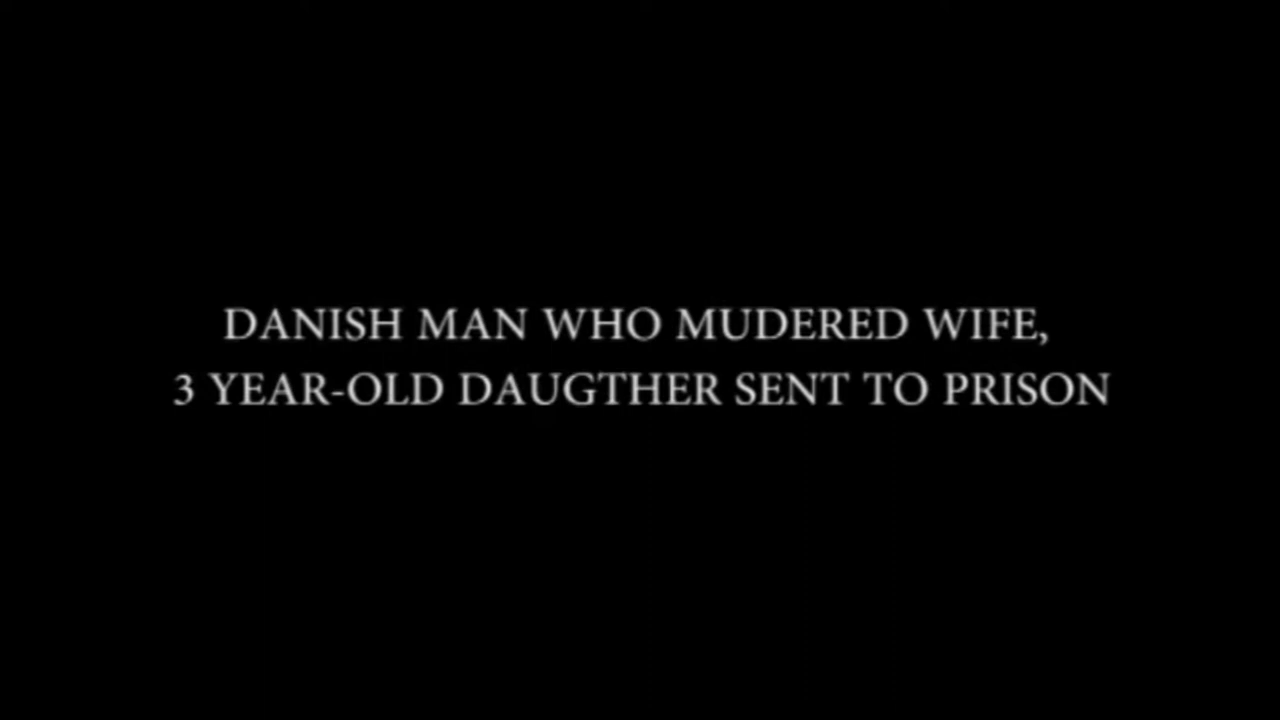 DANISH MAN WHO MUDERED WIFE,
3 YEAR-OLD DAUGTHER SENT TO PRISON